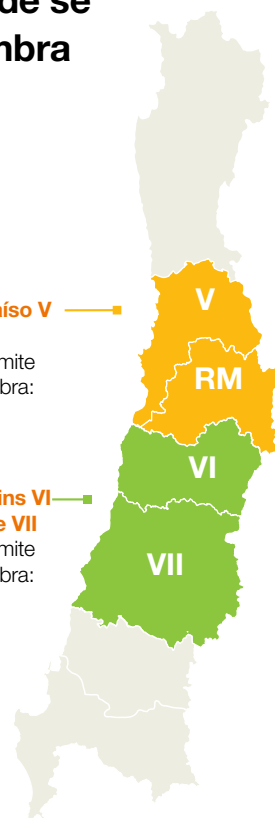 de se
mbra
aíso V
mite
bra:
ins VI
e VII
mite
bra:
V
RM
VI
VII